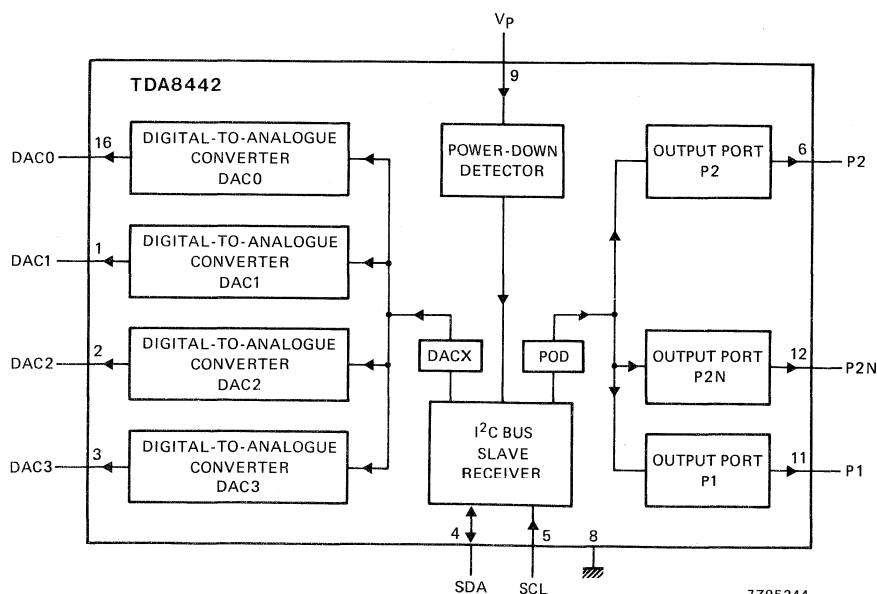 VP
9
TDA8442
16
DAC0
DIGITAL-TO-ANALOGUE
CONVERTER
DAC0
POWER-DOWN
DETECTOR
OUTPUT PORT
P2
6
P2
1
DAC1
DIGITAL-TO-ANALOGUE
CONVERTER
DAC1
2
DAC2
DIGITAL-TO-ANALOGUE
CONVERTER
DAC2
DACX
POD
OUTPUT PORT
P2N
12
P2N
3
DAC3
DIGITAL-TO-ANALOGUE
CONVERTER
DAC3
I²C BUS
SLAVE
RECEIVER
OUTPUT PORT
P1
11
P1
4
5
8
SDA
SCL